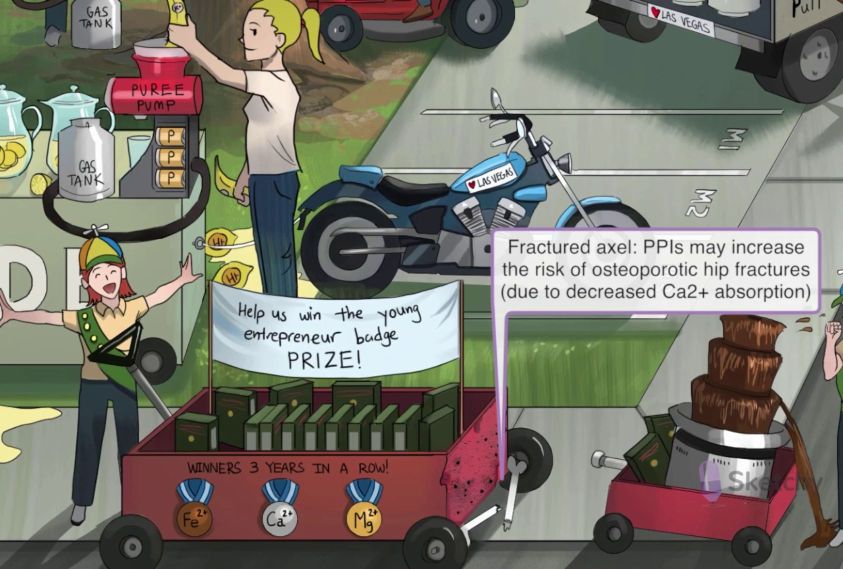 GAS
TANK
♥ LAS VEGAS
PUREE
PUMP
P
P
P
GAS
TANK
♥ LAS VEGAS
M1
M2
H+
H+
D
Fractured axel: PPIs may increase
the risk of osteoporotic hip fractures
(due to decreased Ca2+ absorption)
Help us win the young
entrepreneur badge
PRIZE!
WINNERS 3 YEARS IN A ROW!
Fe2+
Ca2+
Mg2+
Sketchy